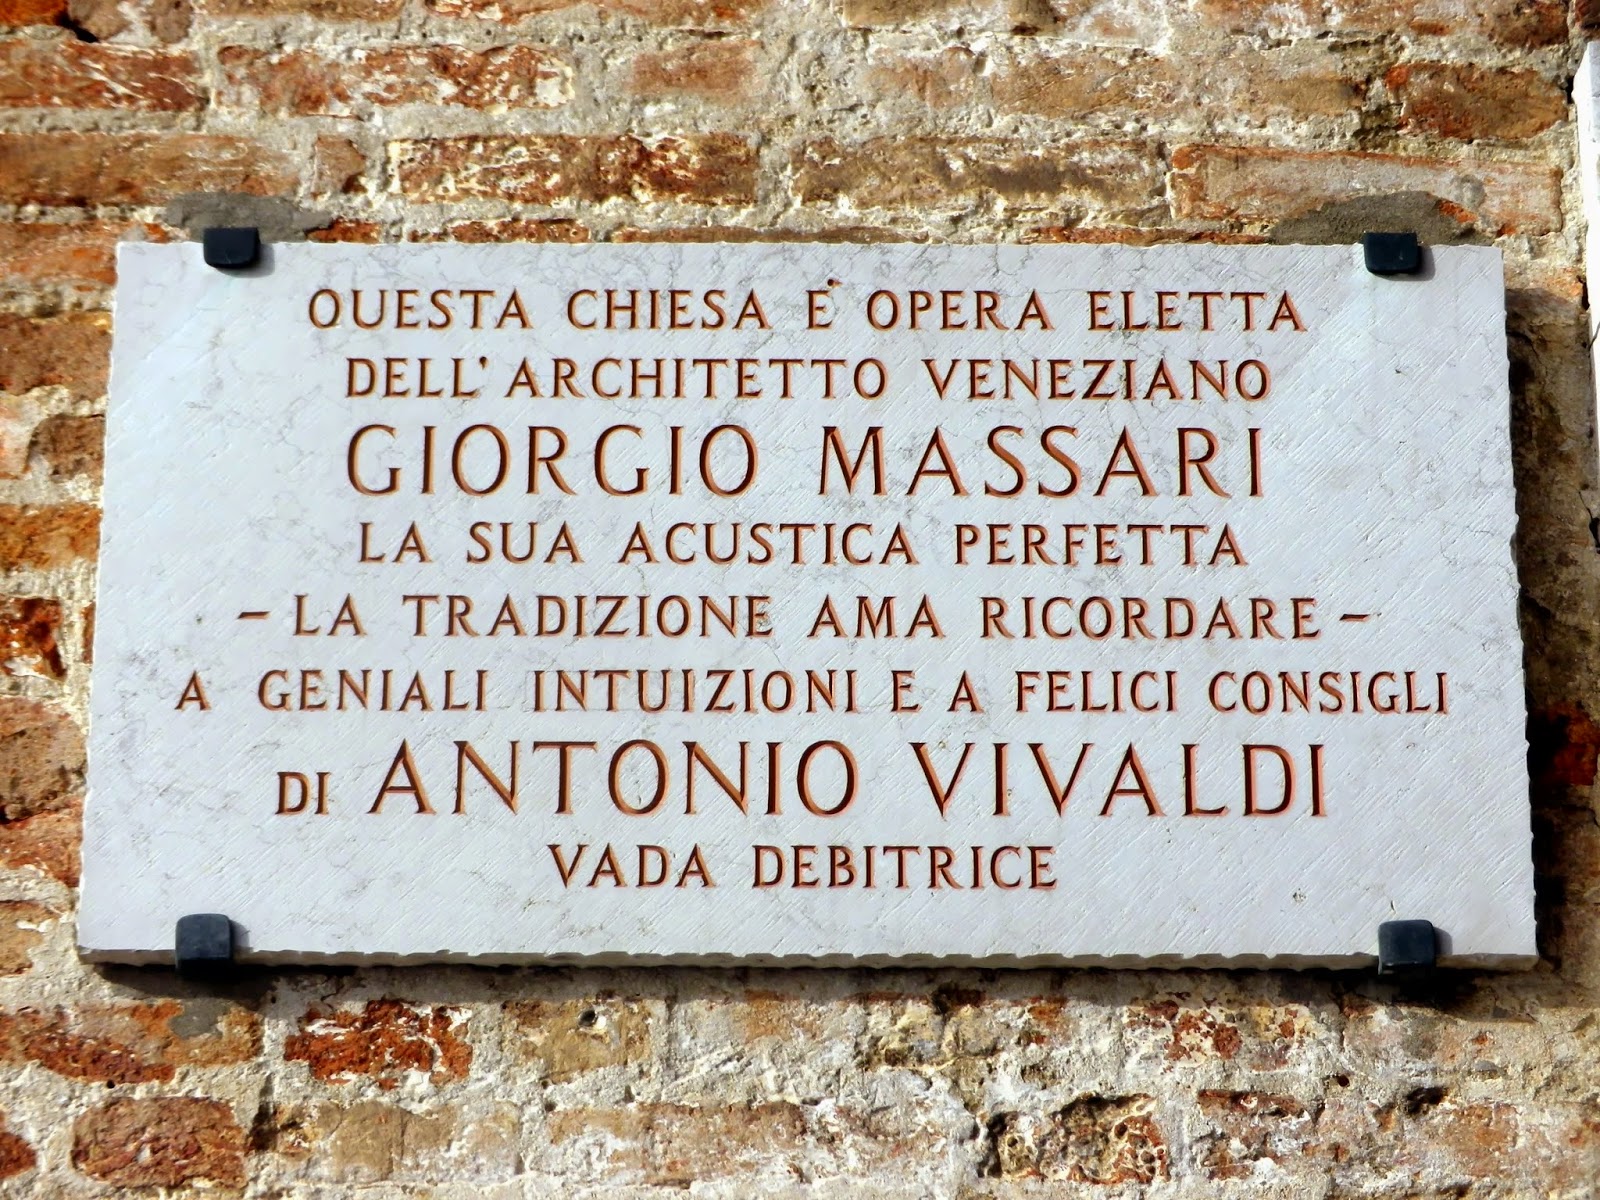 QUESTA CHIESA E' OPERA ELETTA
DELL'ARCHITETTO VENEZIANO
GIORGIO MASSARI
LA SUA ACUSTICA PERFETTA
– LA TRADIZIONE AMA RICORDARE –
A GENIALI INTUIZIONI E A FELICI CONSIGLI
DI ANTONIO VIVALDI
VADA DEBITRICE